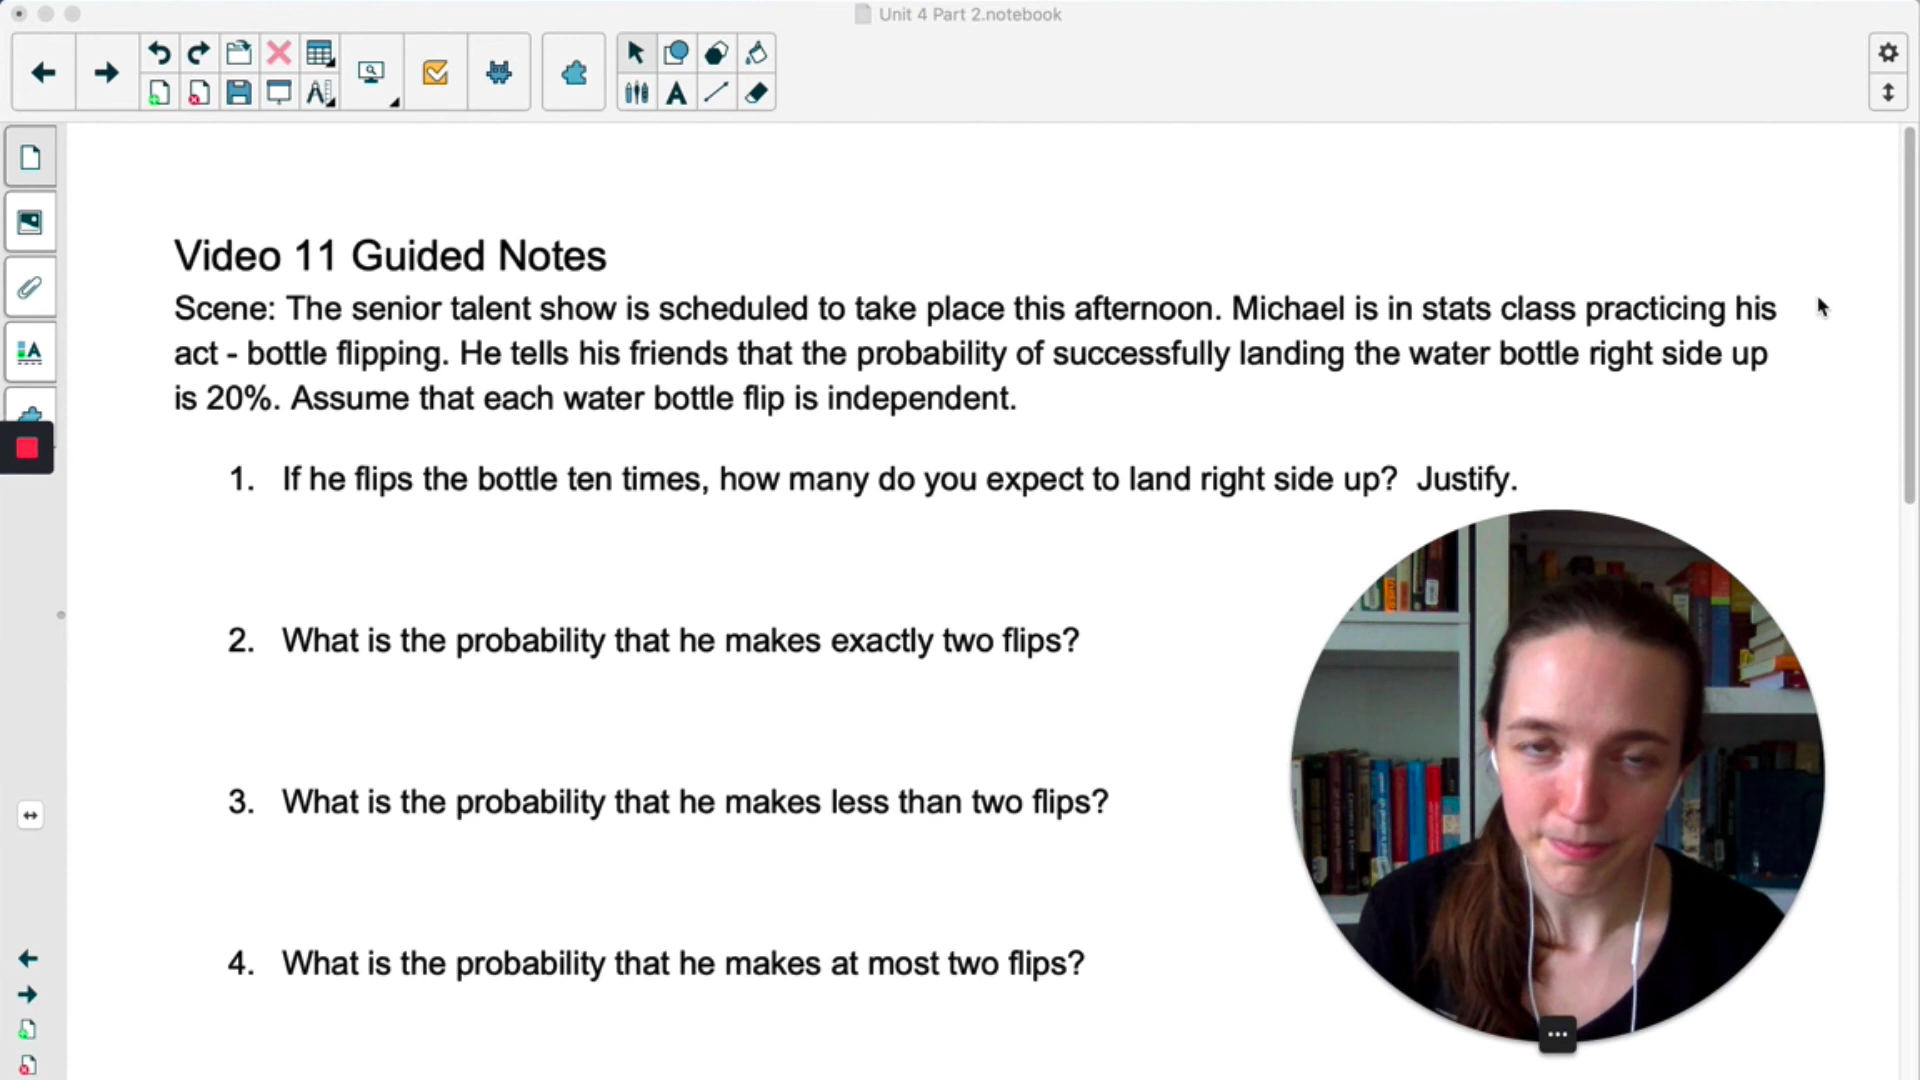 Unit 4 Part 2.notebook
Video 11 Guided Notes
Scene: The senior talent show is scheduled to take place this afternoon. Michael is in stats class practicing his
act - bottle flipping. He tells his friends that the probability of successfully landing the water bottle right side up
is 20%. Assume that each water bottle flip is independent.
1. If he flips the bottle ten times, how many do you expect to land right side up? Justify.
2. What is the probability that he makes exactly two flips?
3. What is the probability that he makes less than two flips?
4. What is the probability that he makes at most two flips?